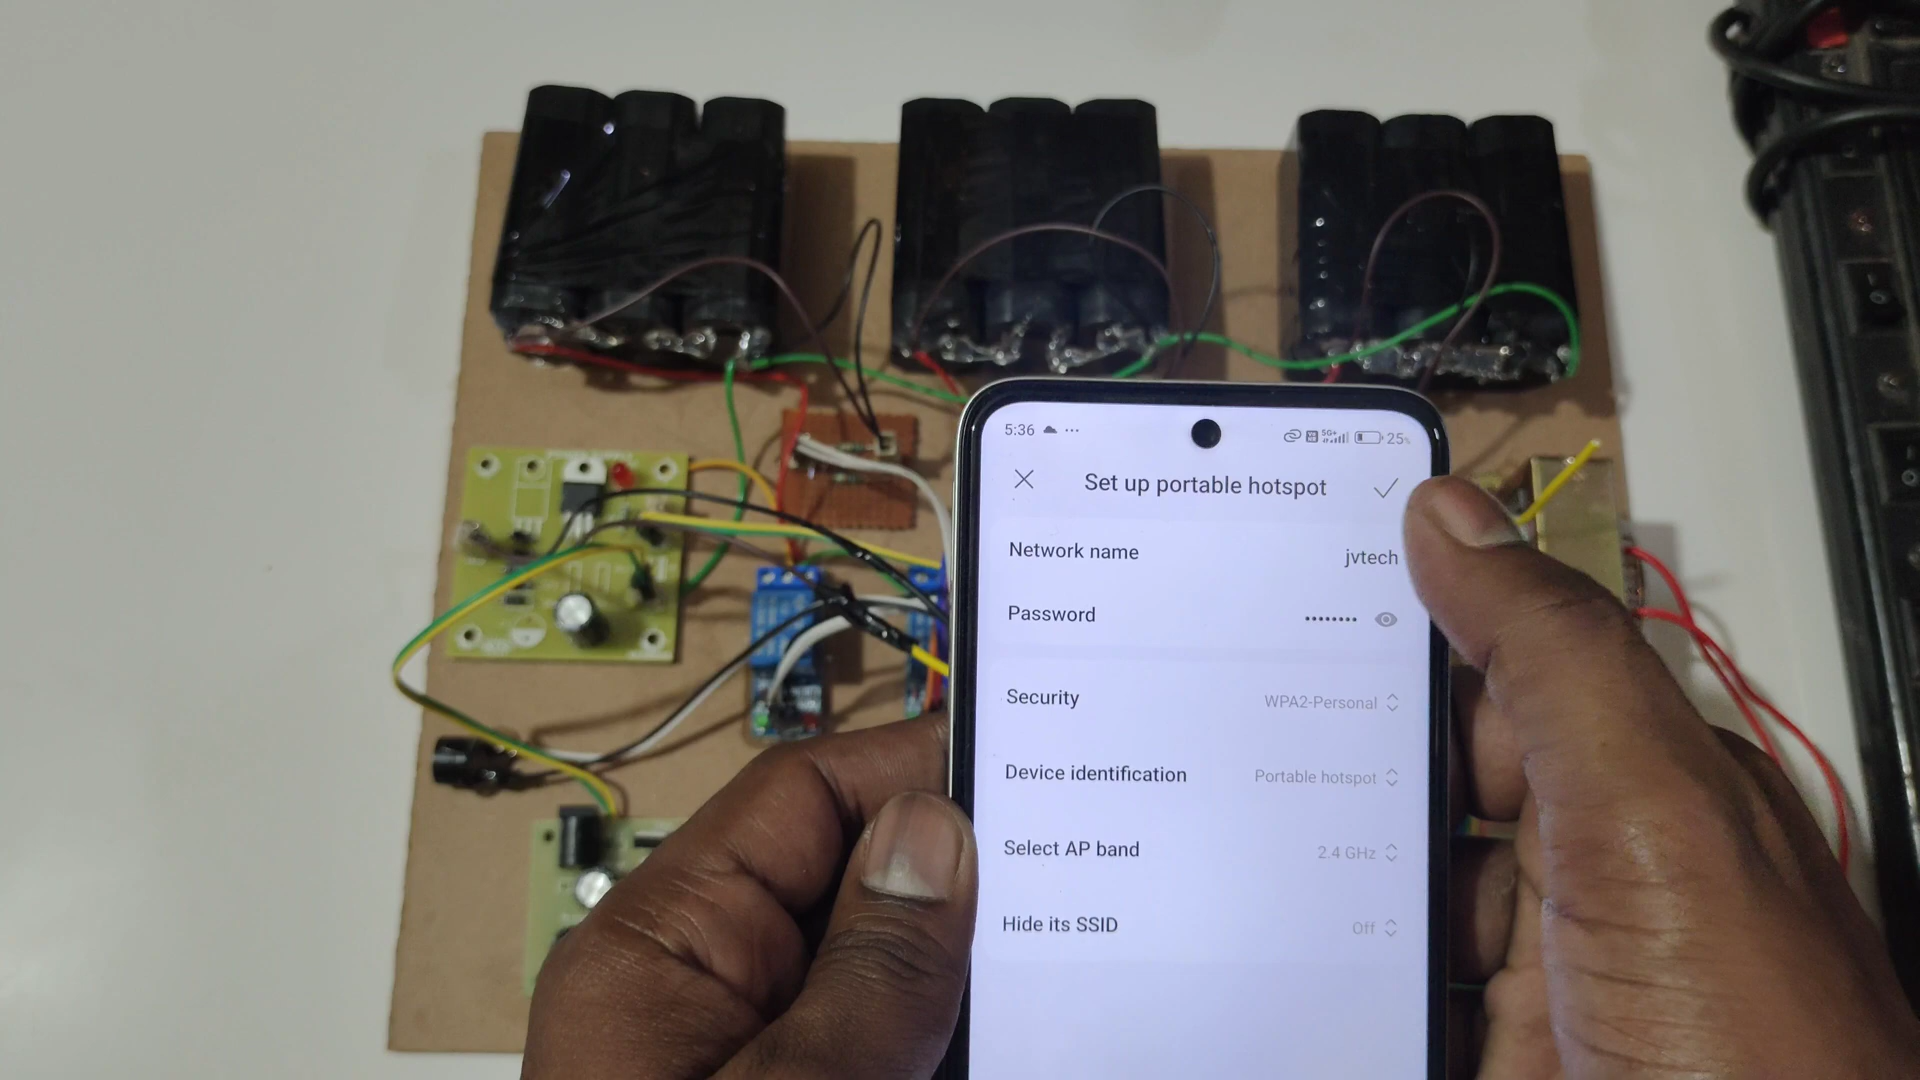 5:36 ... 5G+ 25%
Set up portable hotspot
Network name jvtech
Password ••••••••
Security WPA2-Personal
Device identification Portable hotspot
Select AP band 2.4 GHz
Hide its SSID Off